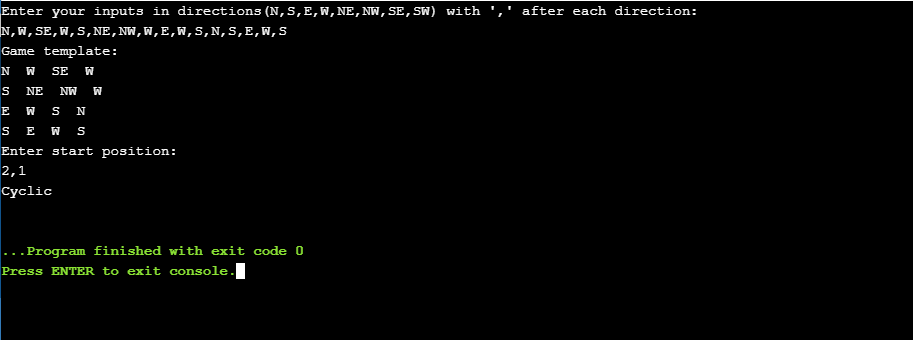 Enter your inputs in directions(N,S,E,W,NE,NW,SE,SW) with ',' after each direction:
N,W,SE,W,S,NE,NW,W,E,W,S,N,S,E,W,S
Game template:
N  W  SE  W
S  NE  NW  W
E  W  S  N
S  E  W  S
Enter start position:
2,1
Cyclic
...Program finished with exit code 0
Press ENTER to exit console.